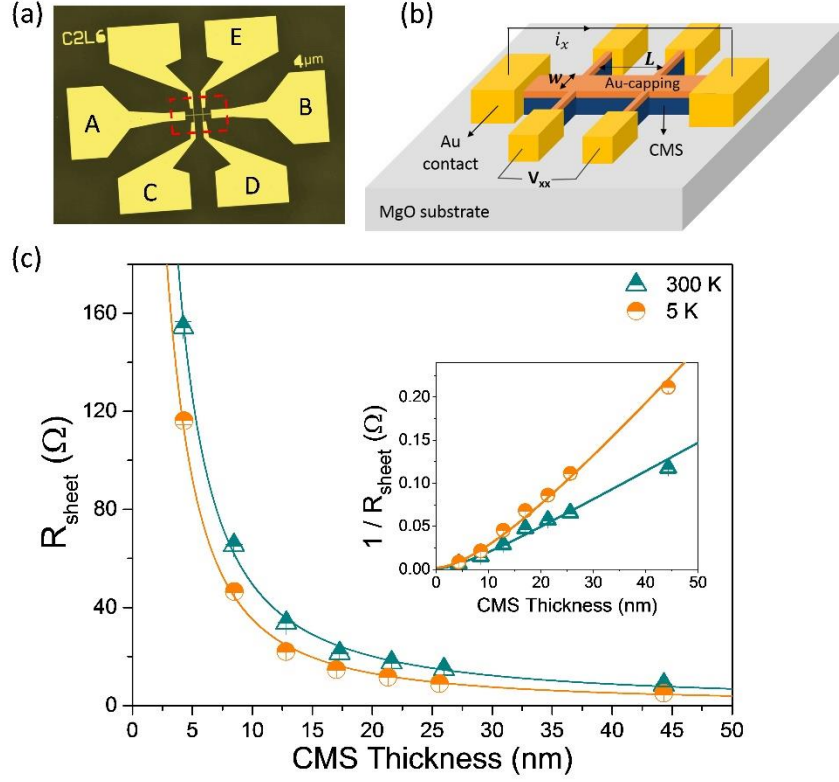 (a)
C2L6
E
4μm
A
B
C
D
(b)
iₓ
L
w
Au-capping
Au
contact
CMS
Vₓₓ
MgO substrate
(c)
300 K
5 K
R_sheet (Ω)
160
120
80
40
0
0 5 10 15 20 25 30 35 40 45 50
CMS Thickness (nm)
1 / R_sheet (Ω)
0.20
0.15
0.10
0.05
0.00
0 10 20 30 40 50
CMS Thickness (nm)